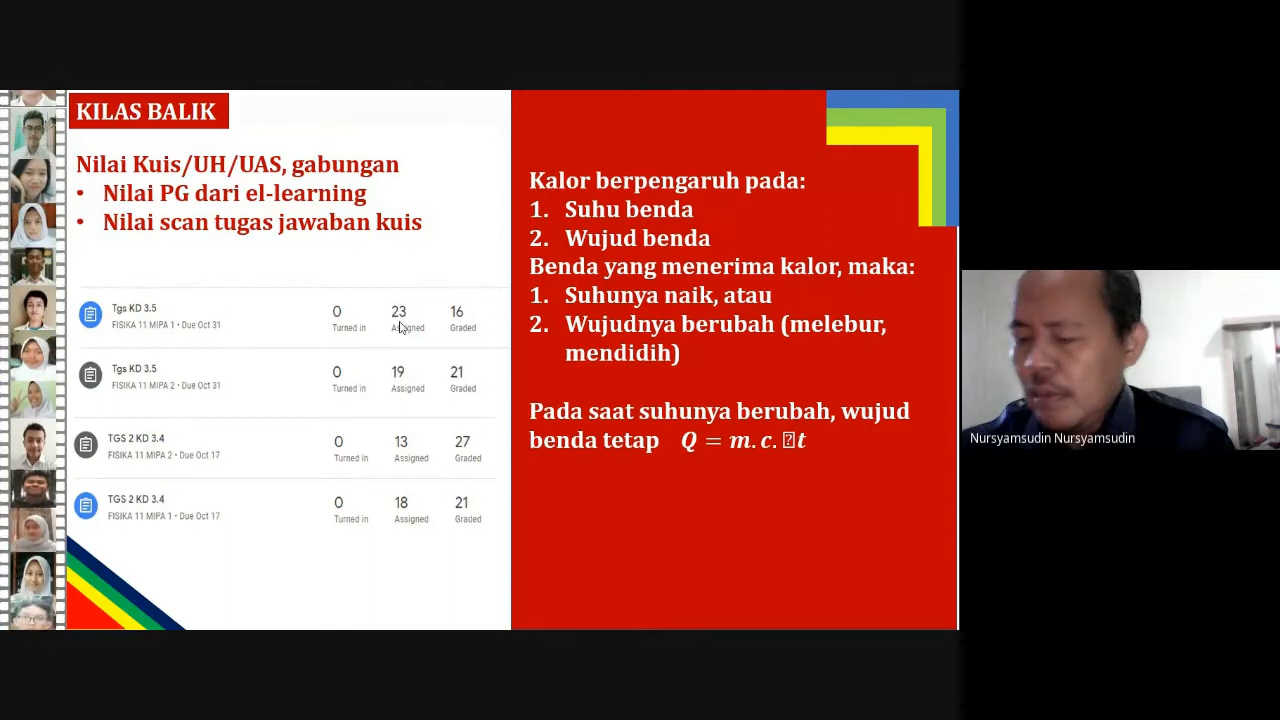 KILAS BALIK
Nilai Kuis/UH/UAS, gabungan
• Nilai PG dari el-learning
• Nilai scan tugas jawaban kuis
Tgs KD 3.5
FISIKA 11 MIPA 1 • Due Oct 31
0 23 16
Turned in Assigned Graded
Tgs KD 3.5
FISIKA 11 MIPA 2 • Due Oct 31
0 19 21
Turned in Assigned Graded
TGS 2 KD 3.4
FISIKA 11 MIPA 2 • Due Oct 17
0 13 27
Turned in Assigned Graded
TGS 2 KD 3.4
FISIKA 11 MIPA 1 • Due Oct 17
0 18 21
Turned in Assigned Graded
Kalor berpengaruh pada:
1. Suhu benda
2. Wujud benda
Benda yang menerima kalor, maka:
1. Suhunya naik, atau
2. Wujudnya berubah (melebur,
mendidih)
Pada saat suhunya berubah, wujud
benda tetap Q = m.c.⍰t
Nursyamsudin Nursyamsudin